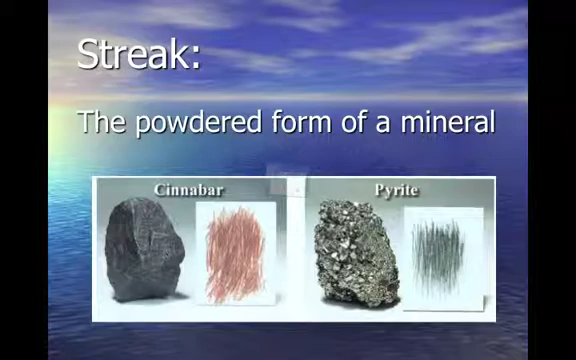 Streak:
The powdered form of a mineral
Cinnabar
Pyrite